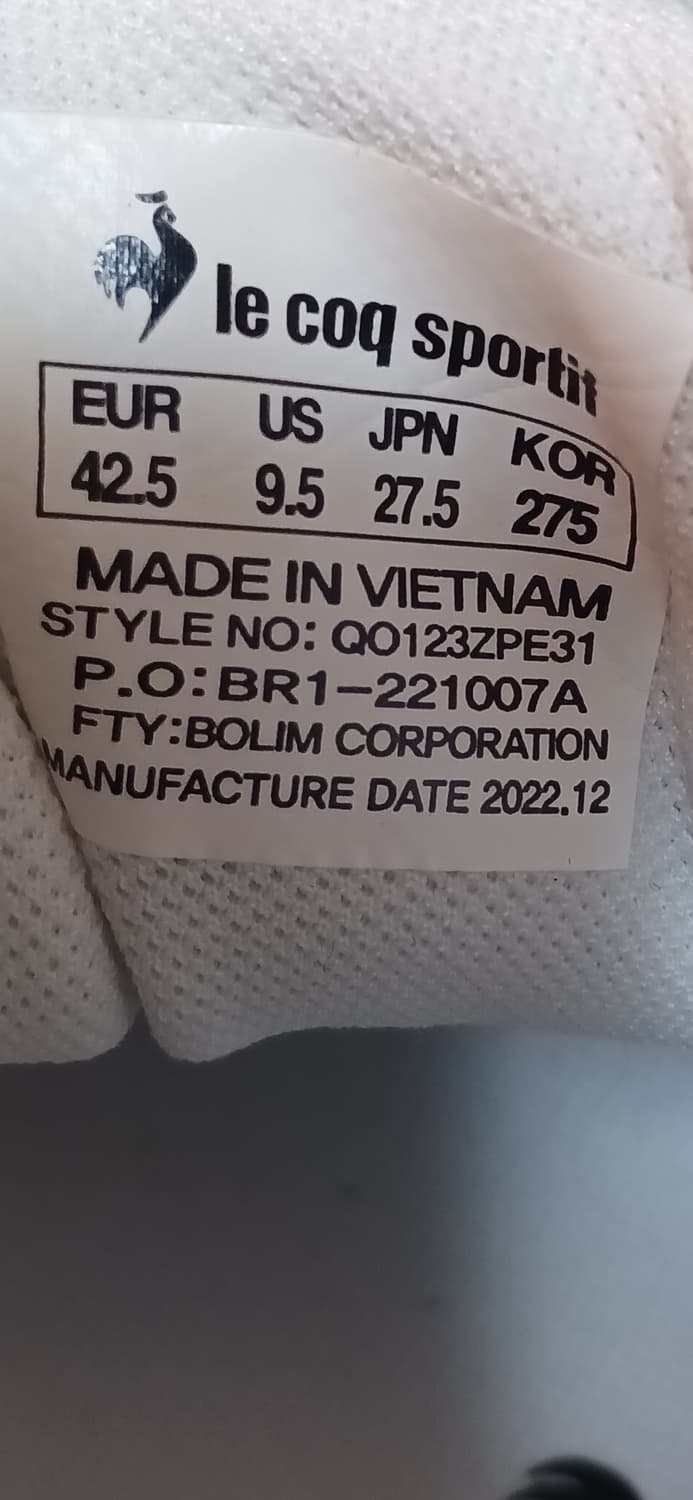 le coq sportif
EUR US JPN KOR
42.5 9.5 27.5 275
MADE IN VIETNAM
STYLE NO: QO123ZPE31
P.O:BR1-221007A
FTY:BOLIM CORPORATION
MANUFACTURE DATE 2022.12